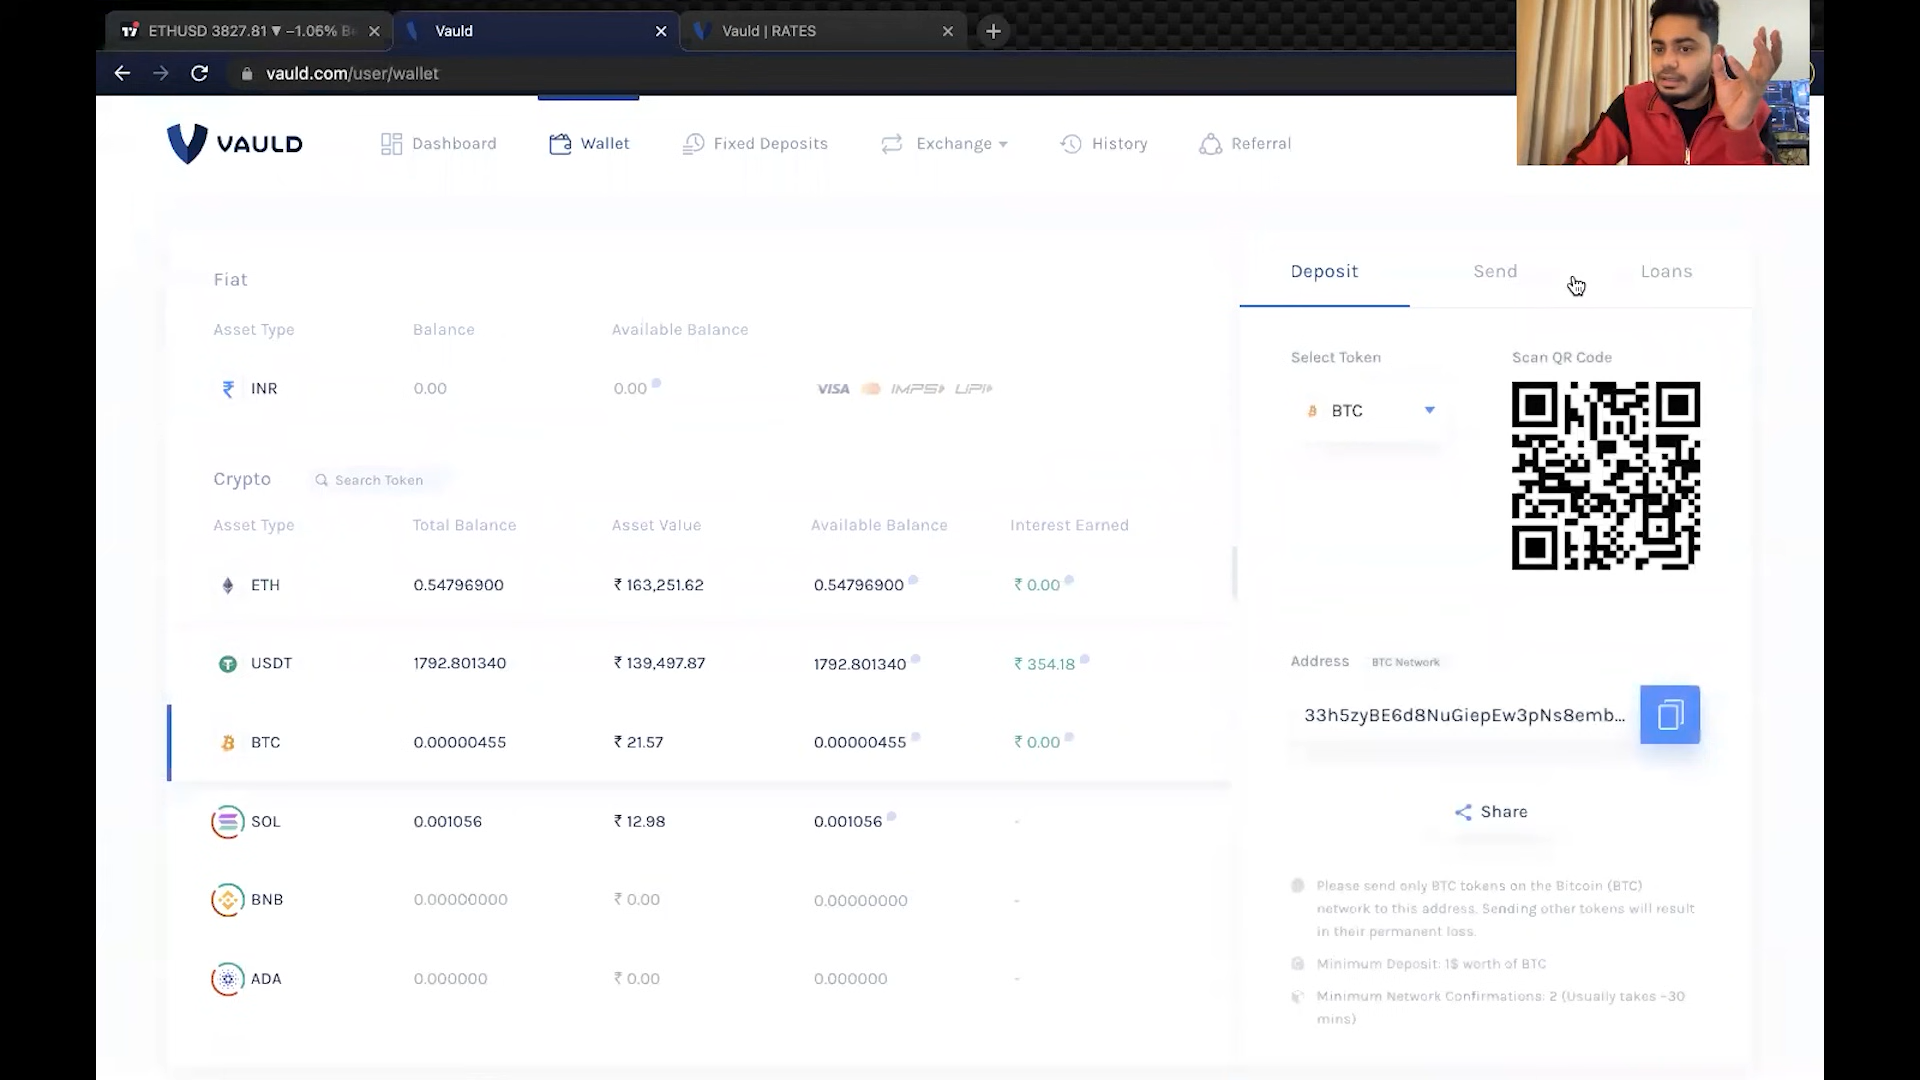 ETHUSD 3827.81 ▼ −1.06%
Vauld
Vauld | RATES
vauld.com/user/wallet
VAULD
Dashboard
Wallet
Fixed Deposits
Exchange
History
Referral
Fiat
Asset Type Balance Available Balance
₹ INR 0.00 0.00 VISA IMPS UPI
Crypto
Search Token
Asset Type Total Balance Asset Value Available Balance Interest Earned
ETH 0.54796900 ₹ 163,251.62 0.54796900 ₹ 0.00
USDT 1792.801340 ₹ 139,497.87 1792.801340 ₹ 354.18
BTC 0.00000455 ₹ 21.57 0.00000455 ₹ 0.00
SOL 0.001056 ₹ 12.98 0.001056 -
BNB 0.00000000 ₹ 0.00 0.00000000 -
ADA 0.000000 ₹ 0.00 0.000000 -
Deposit Send Loans
Select Token
BTC
Scan QR Code
Address BTC Network
33h5zyBE6d8NuGiepEw3pNs8emb...
Share
Please send only BTC tokens on the Bitcoin (BTC)
network to this address. Sending other tokens will result
in their permanent loss.
Minimum Deposit: 1$ worth of BTC
Minimum Network Confirmations: 2 (Usually takes ~30
mins)